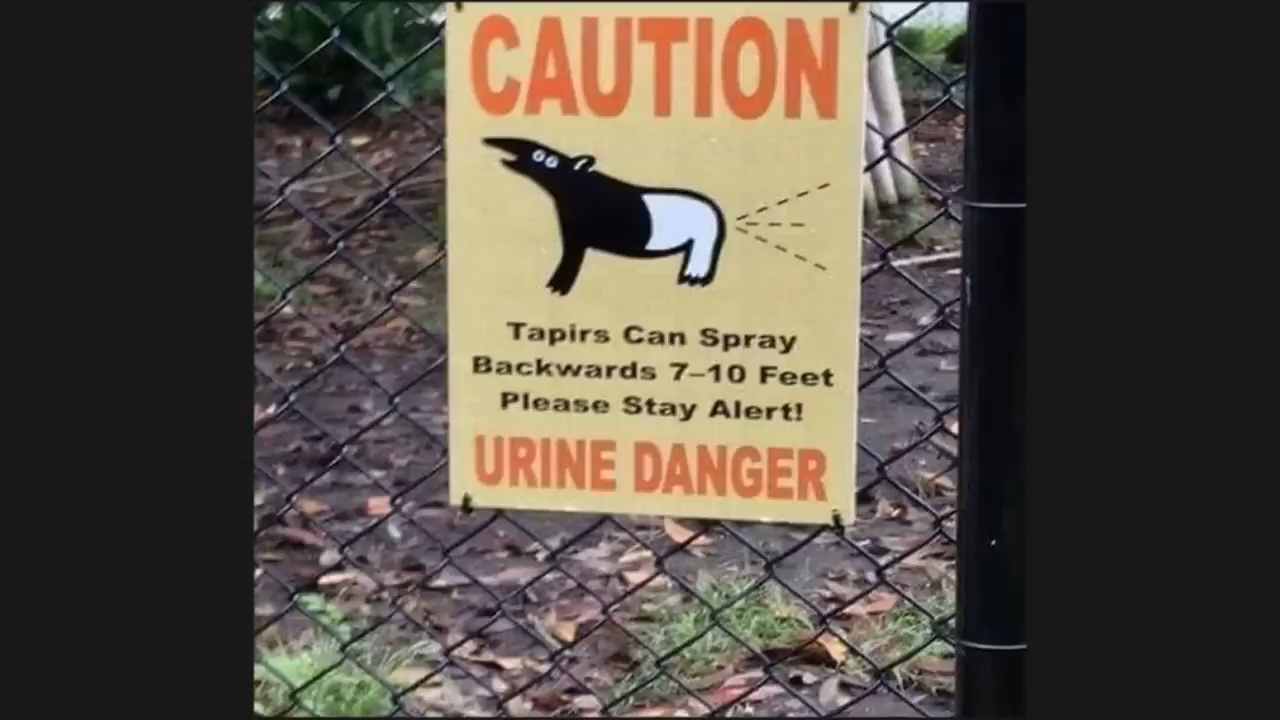 CAUTION
Tapirs Can Spray
Backwards 7–10 Feet
Please Stay Alert!
URINE DANGER